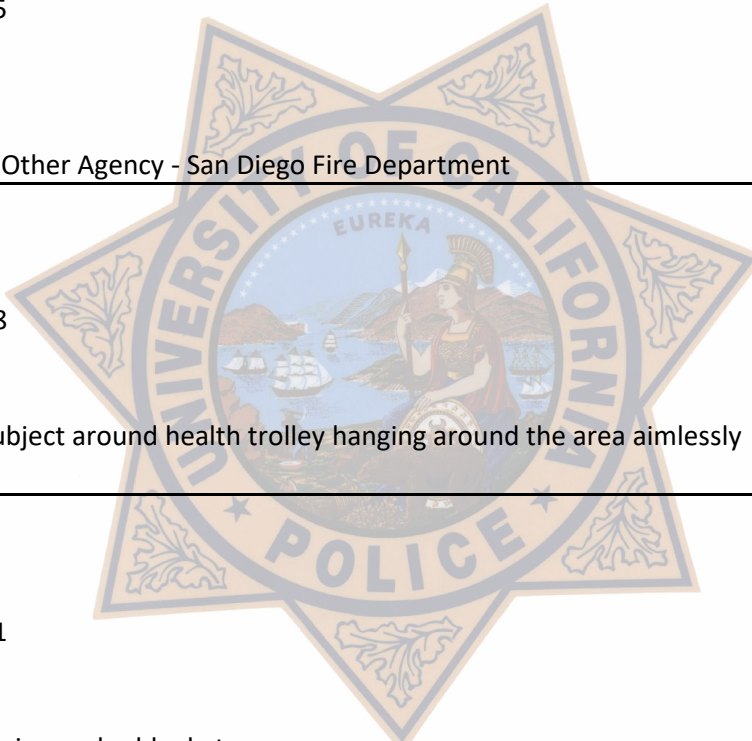 5
Other Agency - San Diego Fire Department
UNIVERSITY OF CALIFORNIA
EUREKA
8
ubject around health trolley hanging around the area aimlessly
POLICE
1